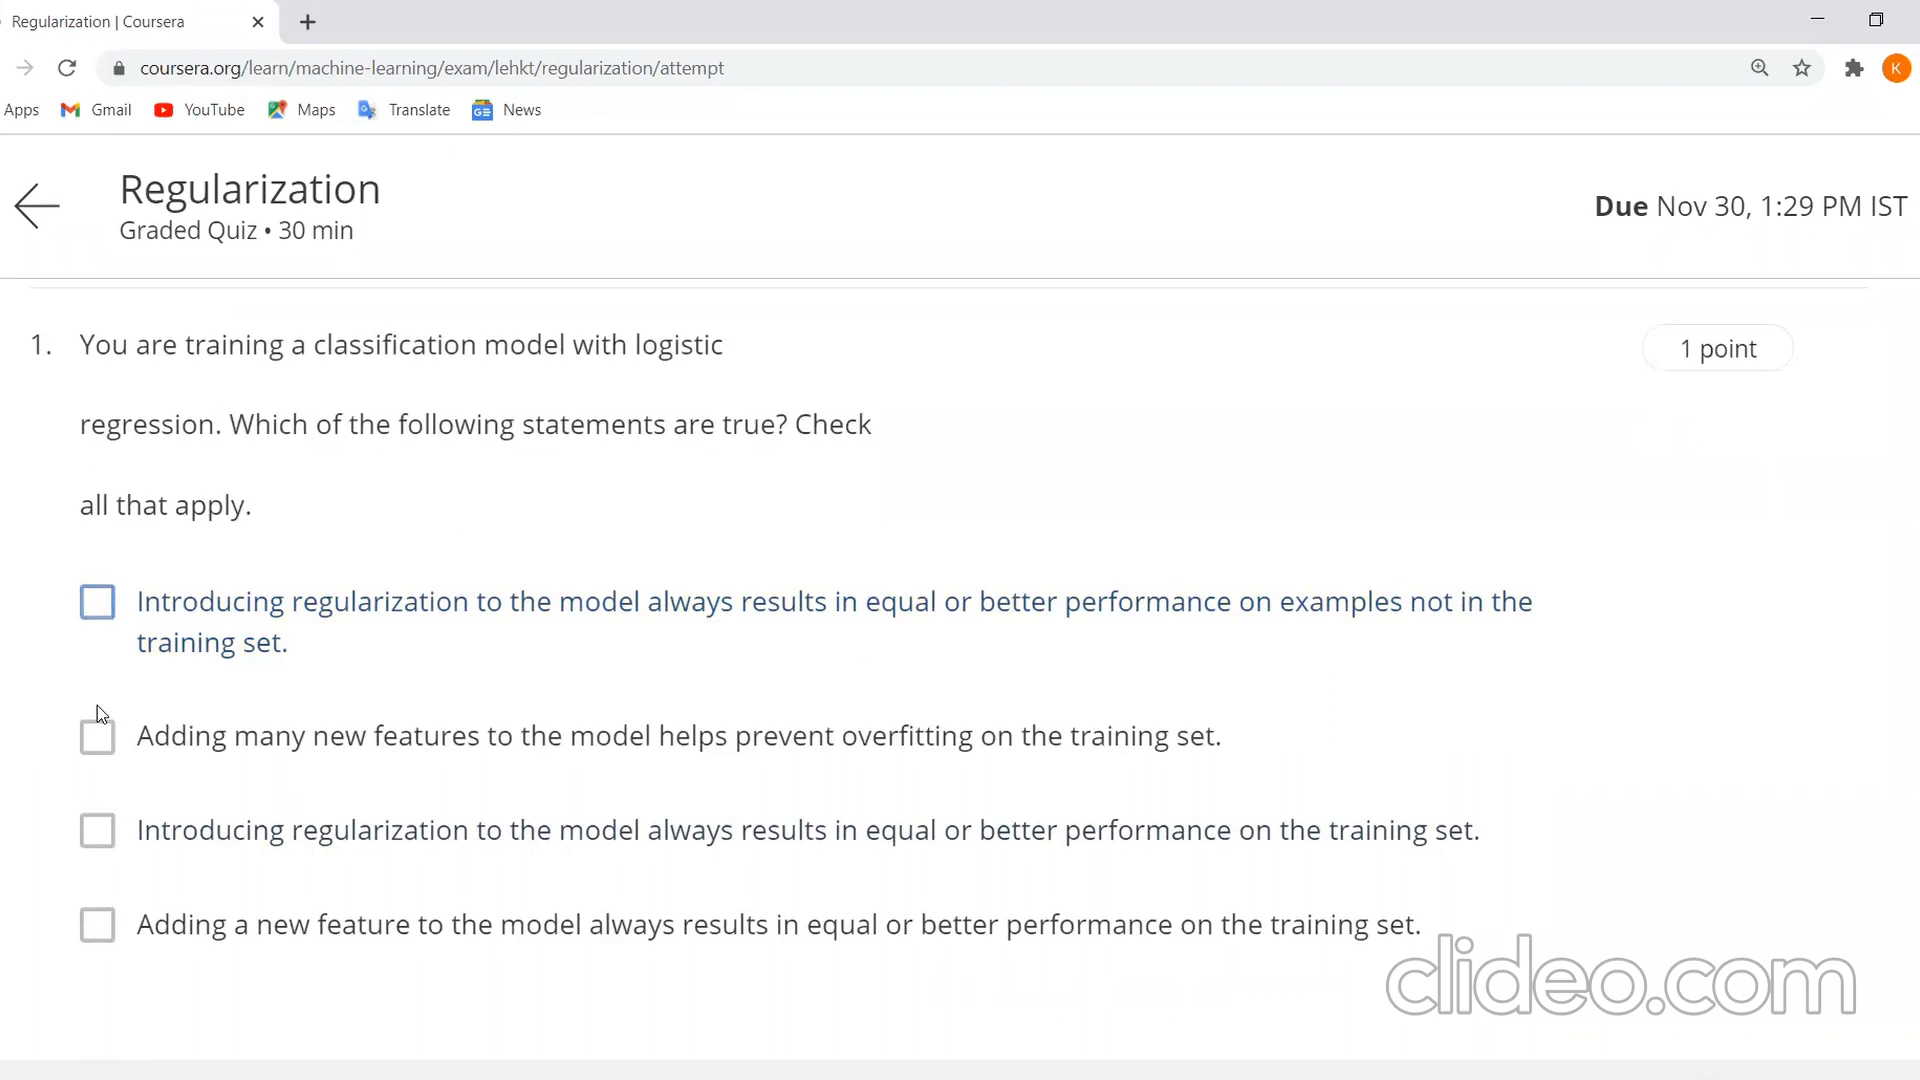 Regularization | Coursera
coursera.org/learn/machine-learning/exam/lehkt/regularization/attempt
K
Apps Gmail YouTube Maps Translate GE News
Regularization
Graded Quiz • 30 min
Due Nov 30, 1:29 PM IST
1. You are training a classification model with logistic
1 point
regression. Which of the following statements are true? Check
all that apply.
Introducing regularization to the model always results in equal or better performance on examples not in the
training set.
Adding many new features to the model helps prevent overfitting on the training set.
Introducing regularization to the model always results in equal or better performance on the training set.
Adding a new feature to the model always results in equal or better performance on the training set.
clideo.com